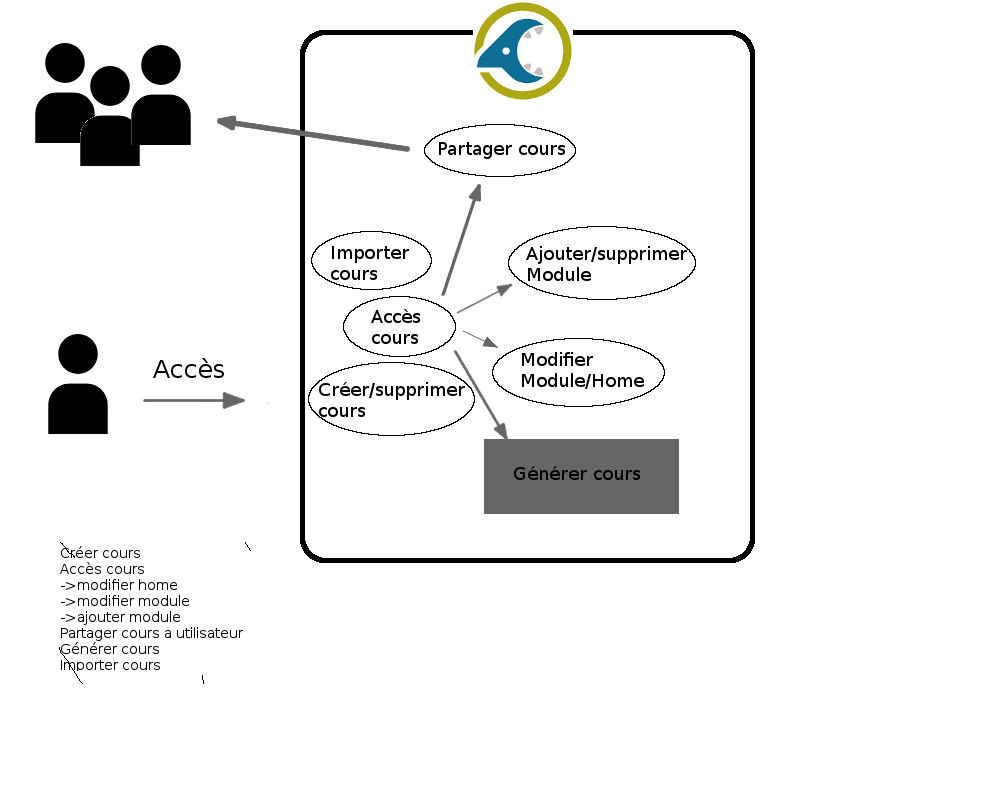 Partager cours
Importer
cours
Ajouter/supprimer
Module
Accès
cours
Modifier
Module/Home
Créer/supprimer
cours
Générer cours
Accès
Créer cours
Accès cours
->modifier home
->modifier module
->ajouter module
Partager cours a utilisateur
Générer cours
Importer cours